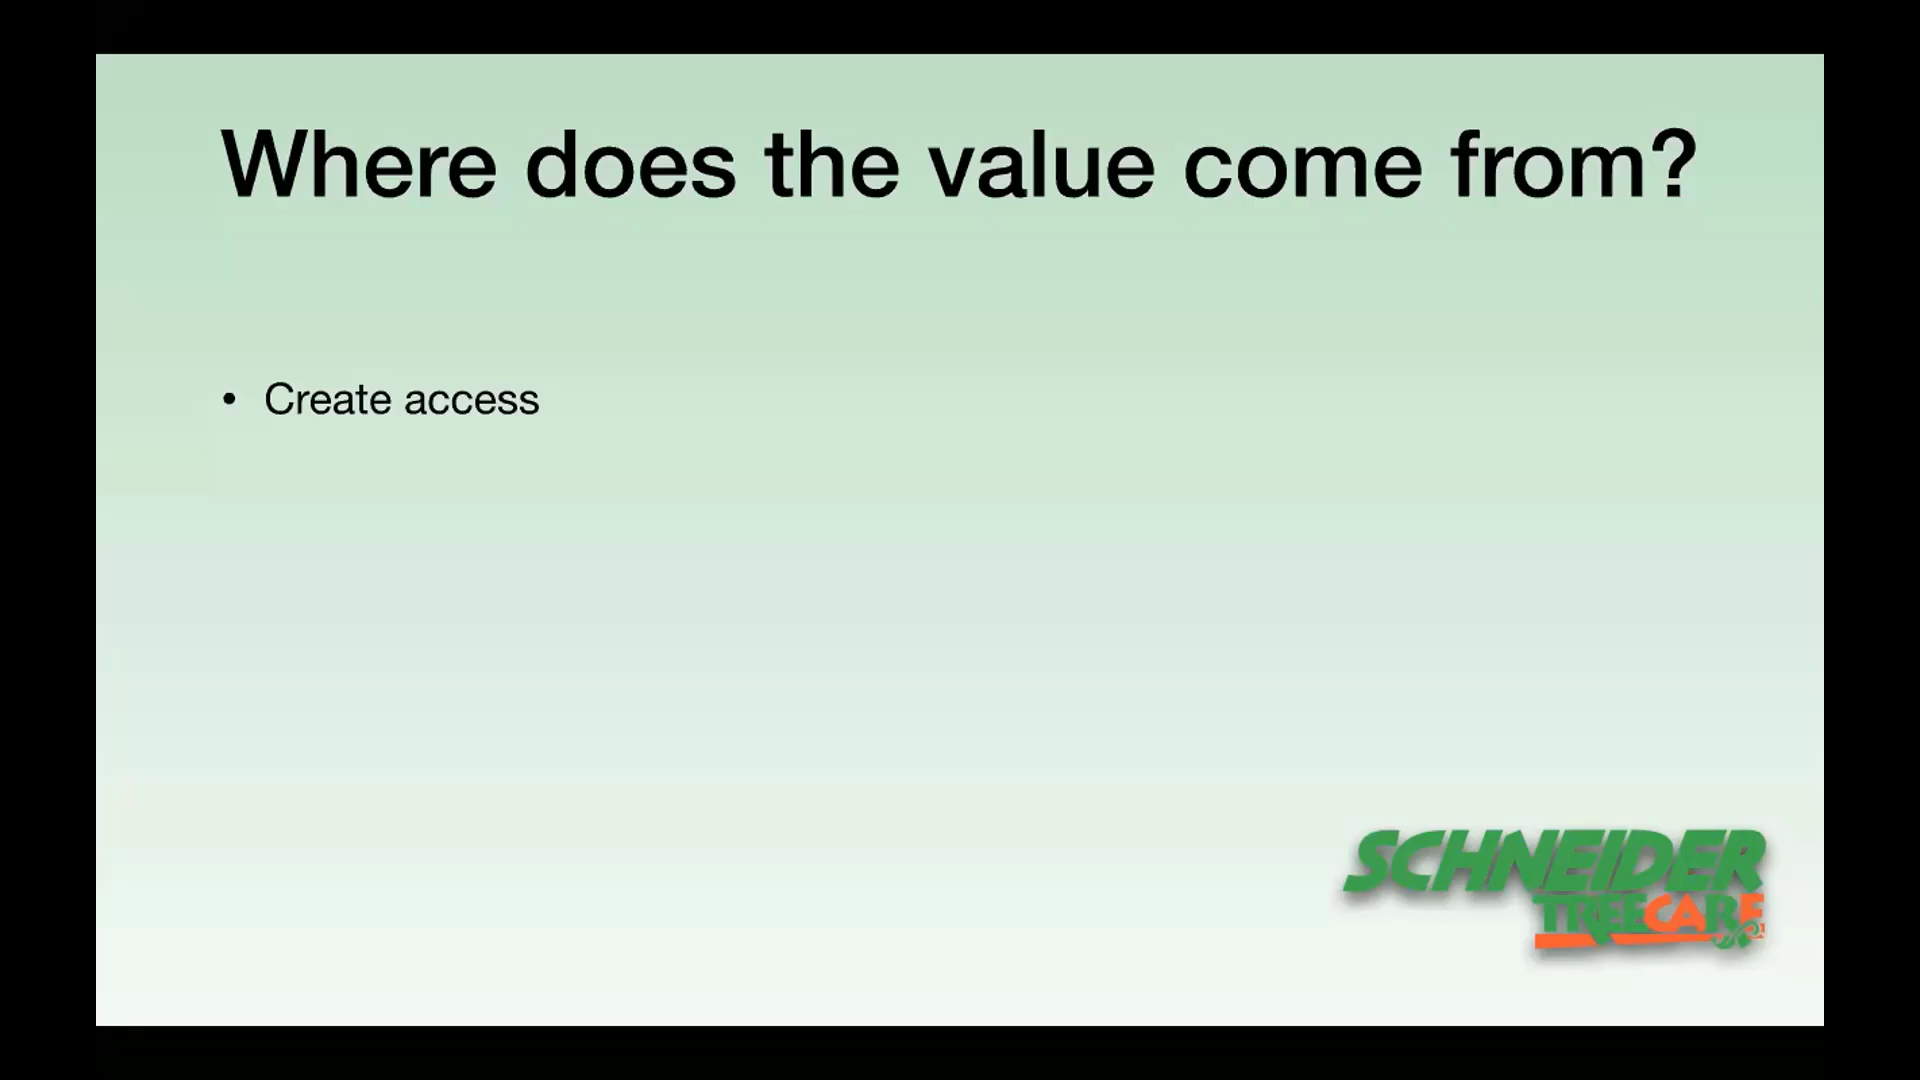 Where does the value come from?
• Create access
SCHNEIDER
TREECARE